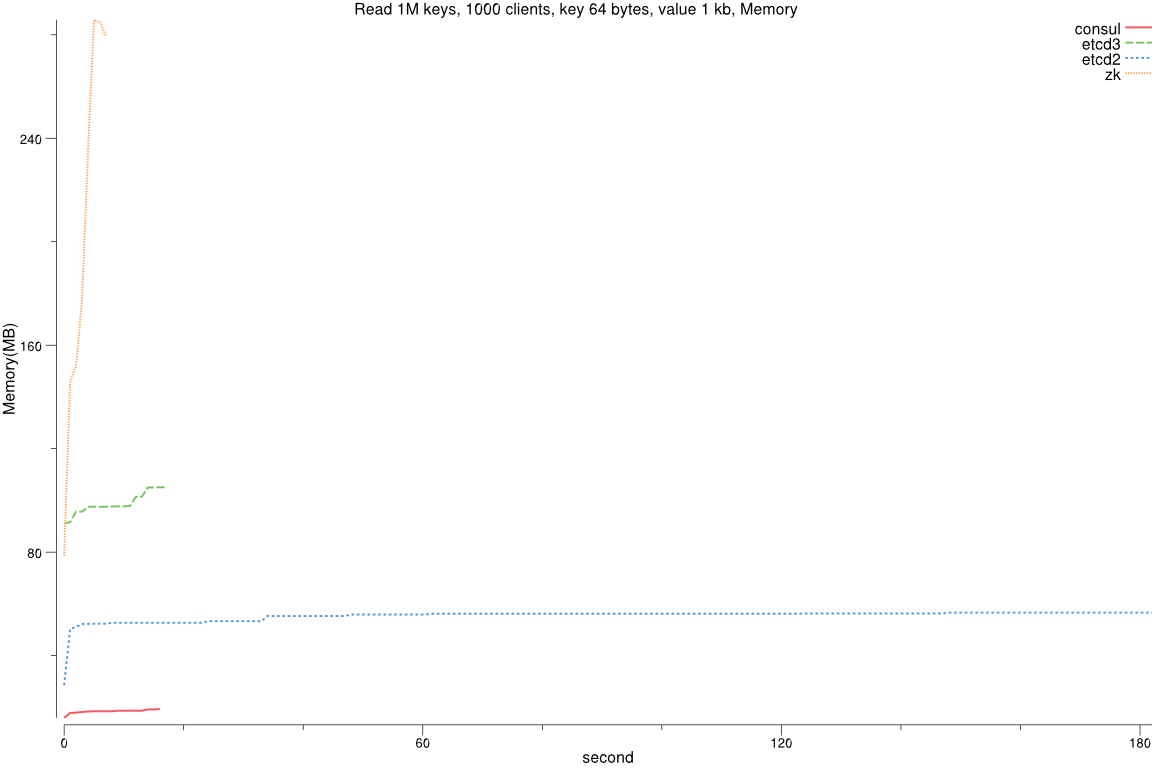 Read 1M keys, 1000 clients, key 64 bytes, value 1 kb, Memory
consul
etcd3
etcd2
zk
240
160
80
Memory(MB)
0 60 120 180
second